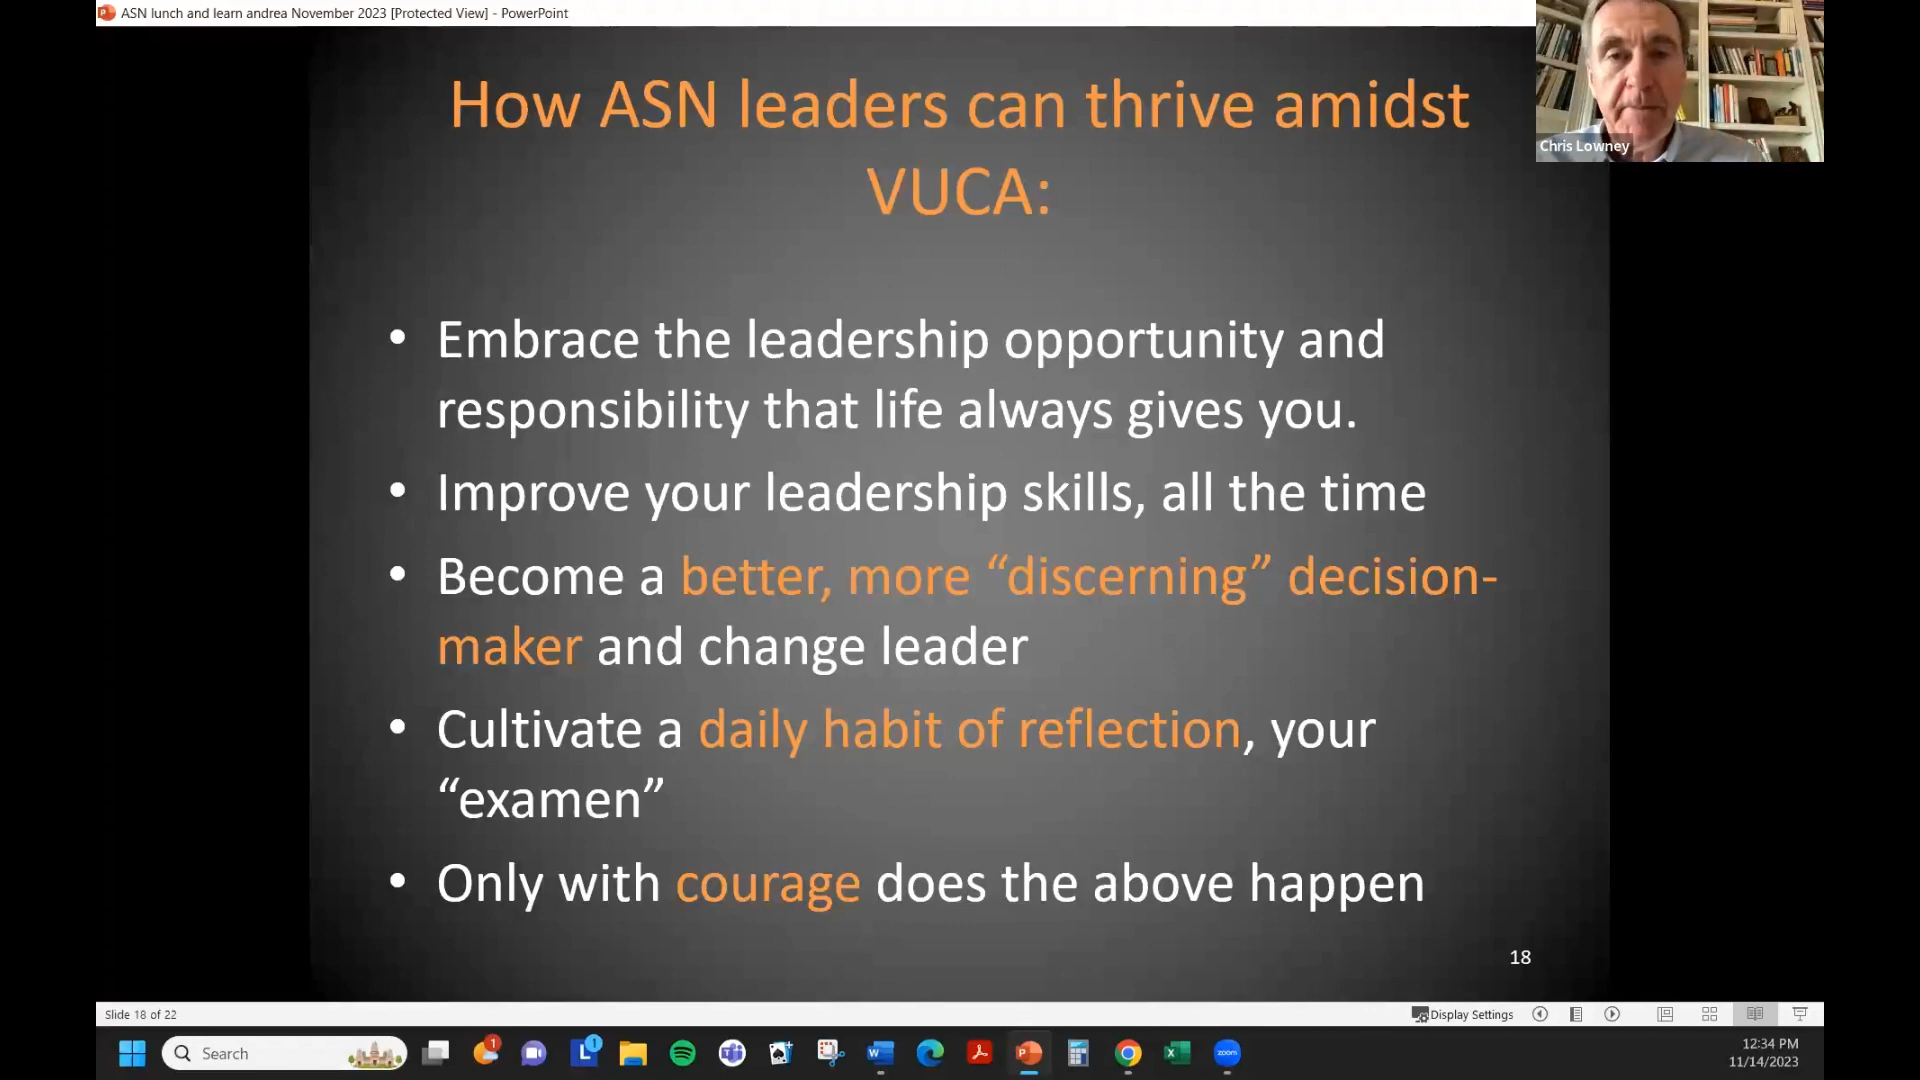 ASN lunch and learn andrea November 2023 [Protected View] - PowerPoint
Chris Lowney
How ASN leaders can thrive amidst
VUCA:
• Embrace the leadership opportunity and
responsibility that life always gives you.
• Improve your leadership skills, all the time
• Become a better, more “discerning” decision-
maker and change leader
• Cultivate a daily habit of reflection, your
“examen”
• Only with courage does the above happen
18
Slide 18 of 22
Display Settings
Search
1
L
1
W
P
X
zoom
12:34 PM
11/14/2023